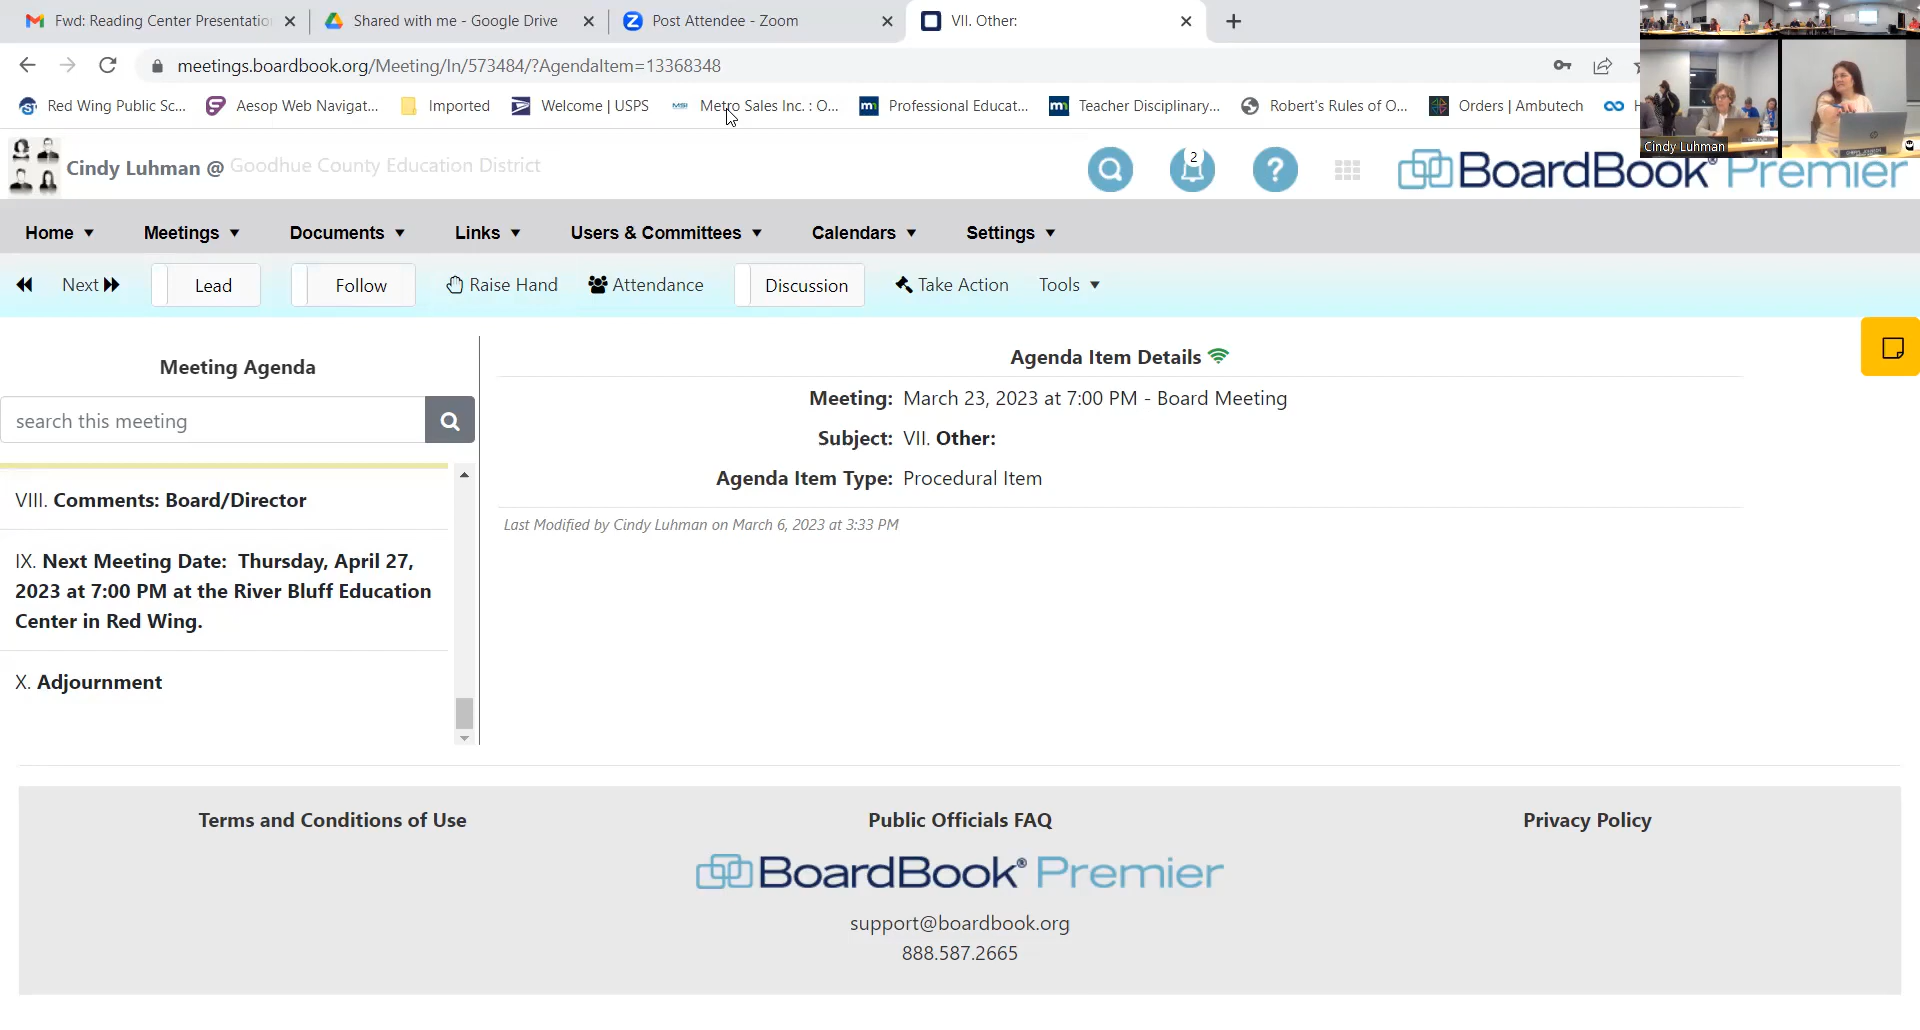 Fwd: Reading Center Presentatio
Shared with me - Google Drive
Post Attendee - Zoom
VII. Other:
meetings.boardbook.org/Meeting/In/573484/?AgendaItem=13368348
Red Wing Public Sc...
Aesop Web Navigat...
Imported
Welcome | USPS
Metro Sales Inc. : O...
Professional Educat...
Teacher Disciplinary...
Robert's Rules of O...
Orders | Ambutech
Cindy Luhman
Cindy Luhman @ Goodhue County Education District
2
?
BoardBook® Premier
Home
Meetings
Documents
Links
Users & Committees
Calendars
Settings
Next
Lead
Follow
Raise Hand
Attendance
Discussion
Take Action
Tools
Meeting Agenda
search this meeting
VIII. Comments: Board/Director
IX. Next Meeting Date: Thursday, April 27,
2023 at 7:00 PM at the River Bluff Education
Center in Red Wing.
X. Adjournment
Agenda Item Details
Meeting: March 23, 2023 at 7:00 PM - Board Meeting
Subject: VII. Other:
Agenda Item Type: Procedural Item
Last Modified by Cindy Luhman on March 6, 2023 at 3:33 PM
Terms and Conditions of Use
Public Officials FAQ
Privacy Policy
BoardBook® Premier
support@boardbook.org
888.587.2665